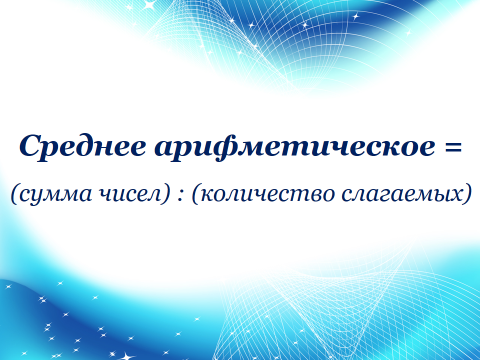 Среднее арифметическое =
(сумма чисел) : (количество слагаемых)